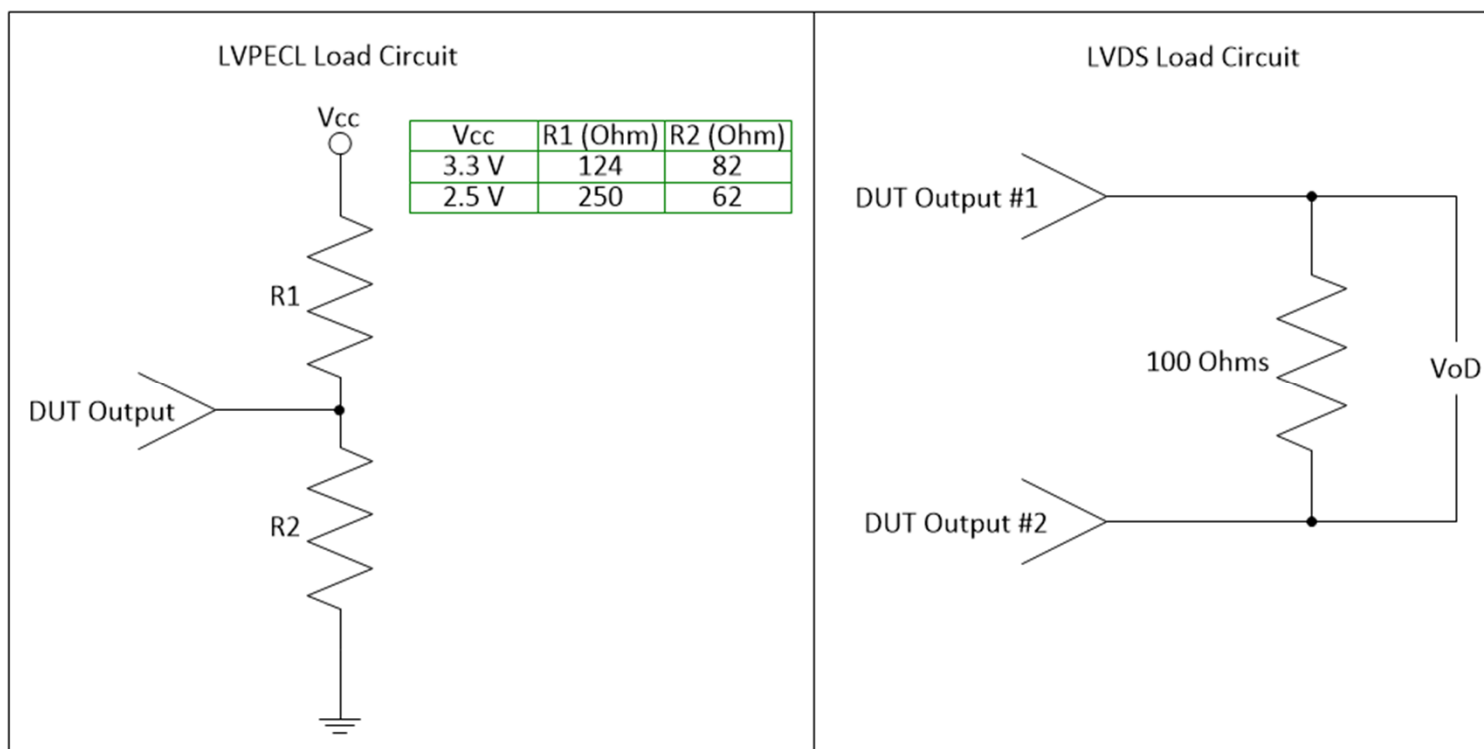 LVPECL Load Circuit
Vcc
Vcc R1 (Ohm) R2 (Ohm)
3.3 V 124 82
2.5 V 250 62
R1
DUT Output
R2
LVDS Load Circuit
DUT Output #1
100 Ohms
VoD
DUT Output #2